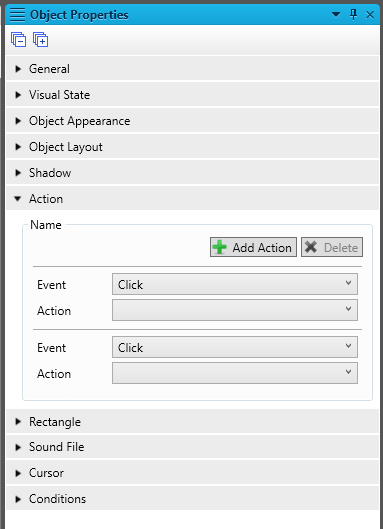 Object Properties
General
Visual State
Object Appearance
Object Layout
Shadow
Action
Name
Add Action Delete
Event Click
Action
Event Click
Action
Rectangle
Sound File
Cursor
Conditions